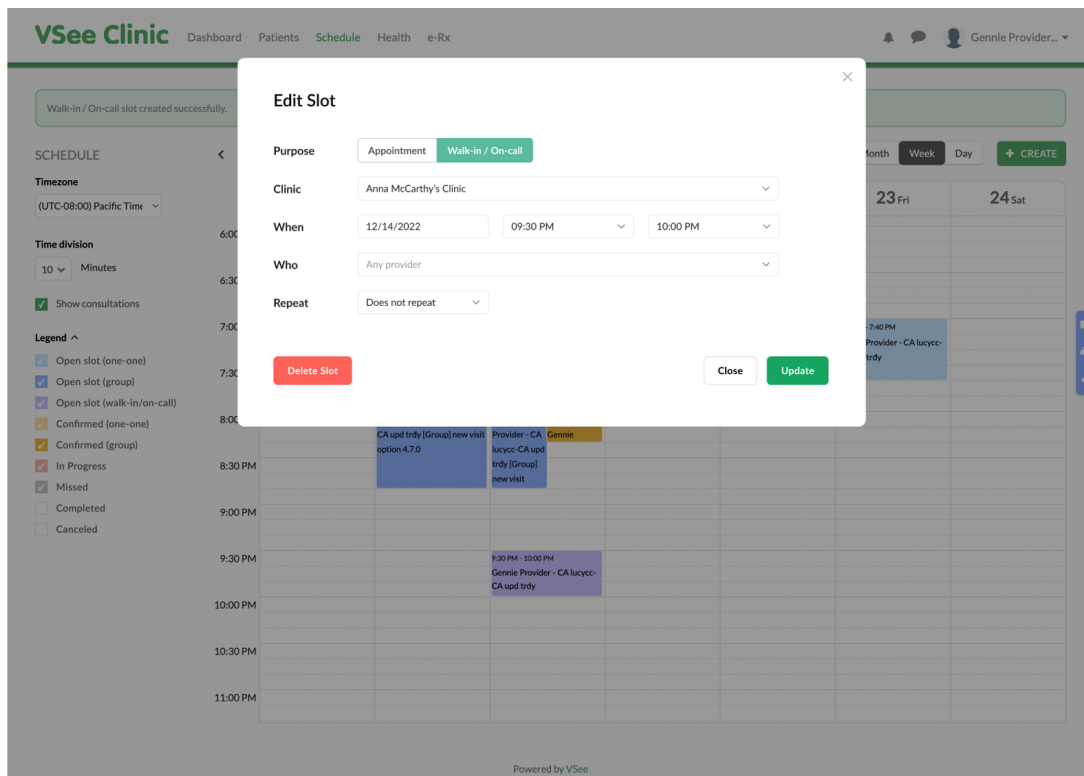 VSee Clinic Dashboard Patients Schedule Health e-Rx Gennie Provider...
Walk-in / On-call slot created successfully.
Edit Slot
Purpose Appointment Walk-in / On-call
Clinic Anna McCarthy's Clinic
When 12/14/2022 09:30 PM 10:00 PM
Who Any provider
Repeat Does not repeat
Delete Slot Close Update
SCHEDULE
Timezone
(UTC-08:00) Pacific Time
Time division
10 Minutes
Show consultations
Legend
Open slot (one-one)
Open slot (group)
Open slot (walk-in/on-call)
Confirmed (one-one)
Confirmed (group)
In Progress
Missed
Completed
Canceled
Week Day + CREATE
23 Fri 24 Sat
7:40 PM
Provider - CA lucycc-
trdy
CA upd trdy [Group] new visit
option 4.7.0
Provider - CA
lucycc-CA upd
trdy [Group]
new visit
Gennie
8:30 PM
9:00 PM
9:30 PM
9:30 PM - 10:00 PM
Gennie Provider - CA lucycc-
CA upd trdy
10:00 PM
10:30 PM
11:00 PM
Powered by VSee